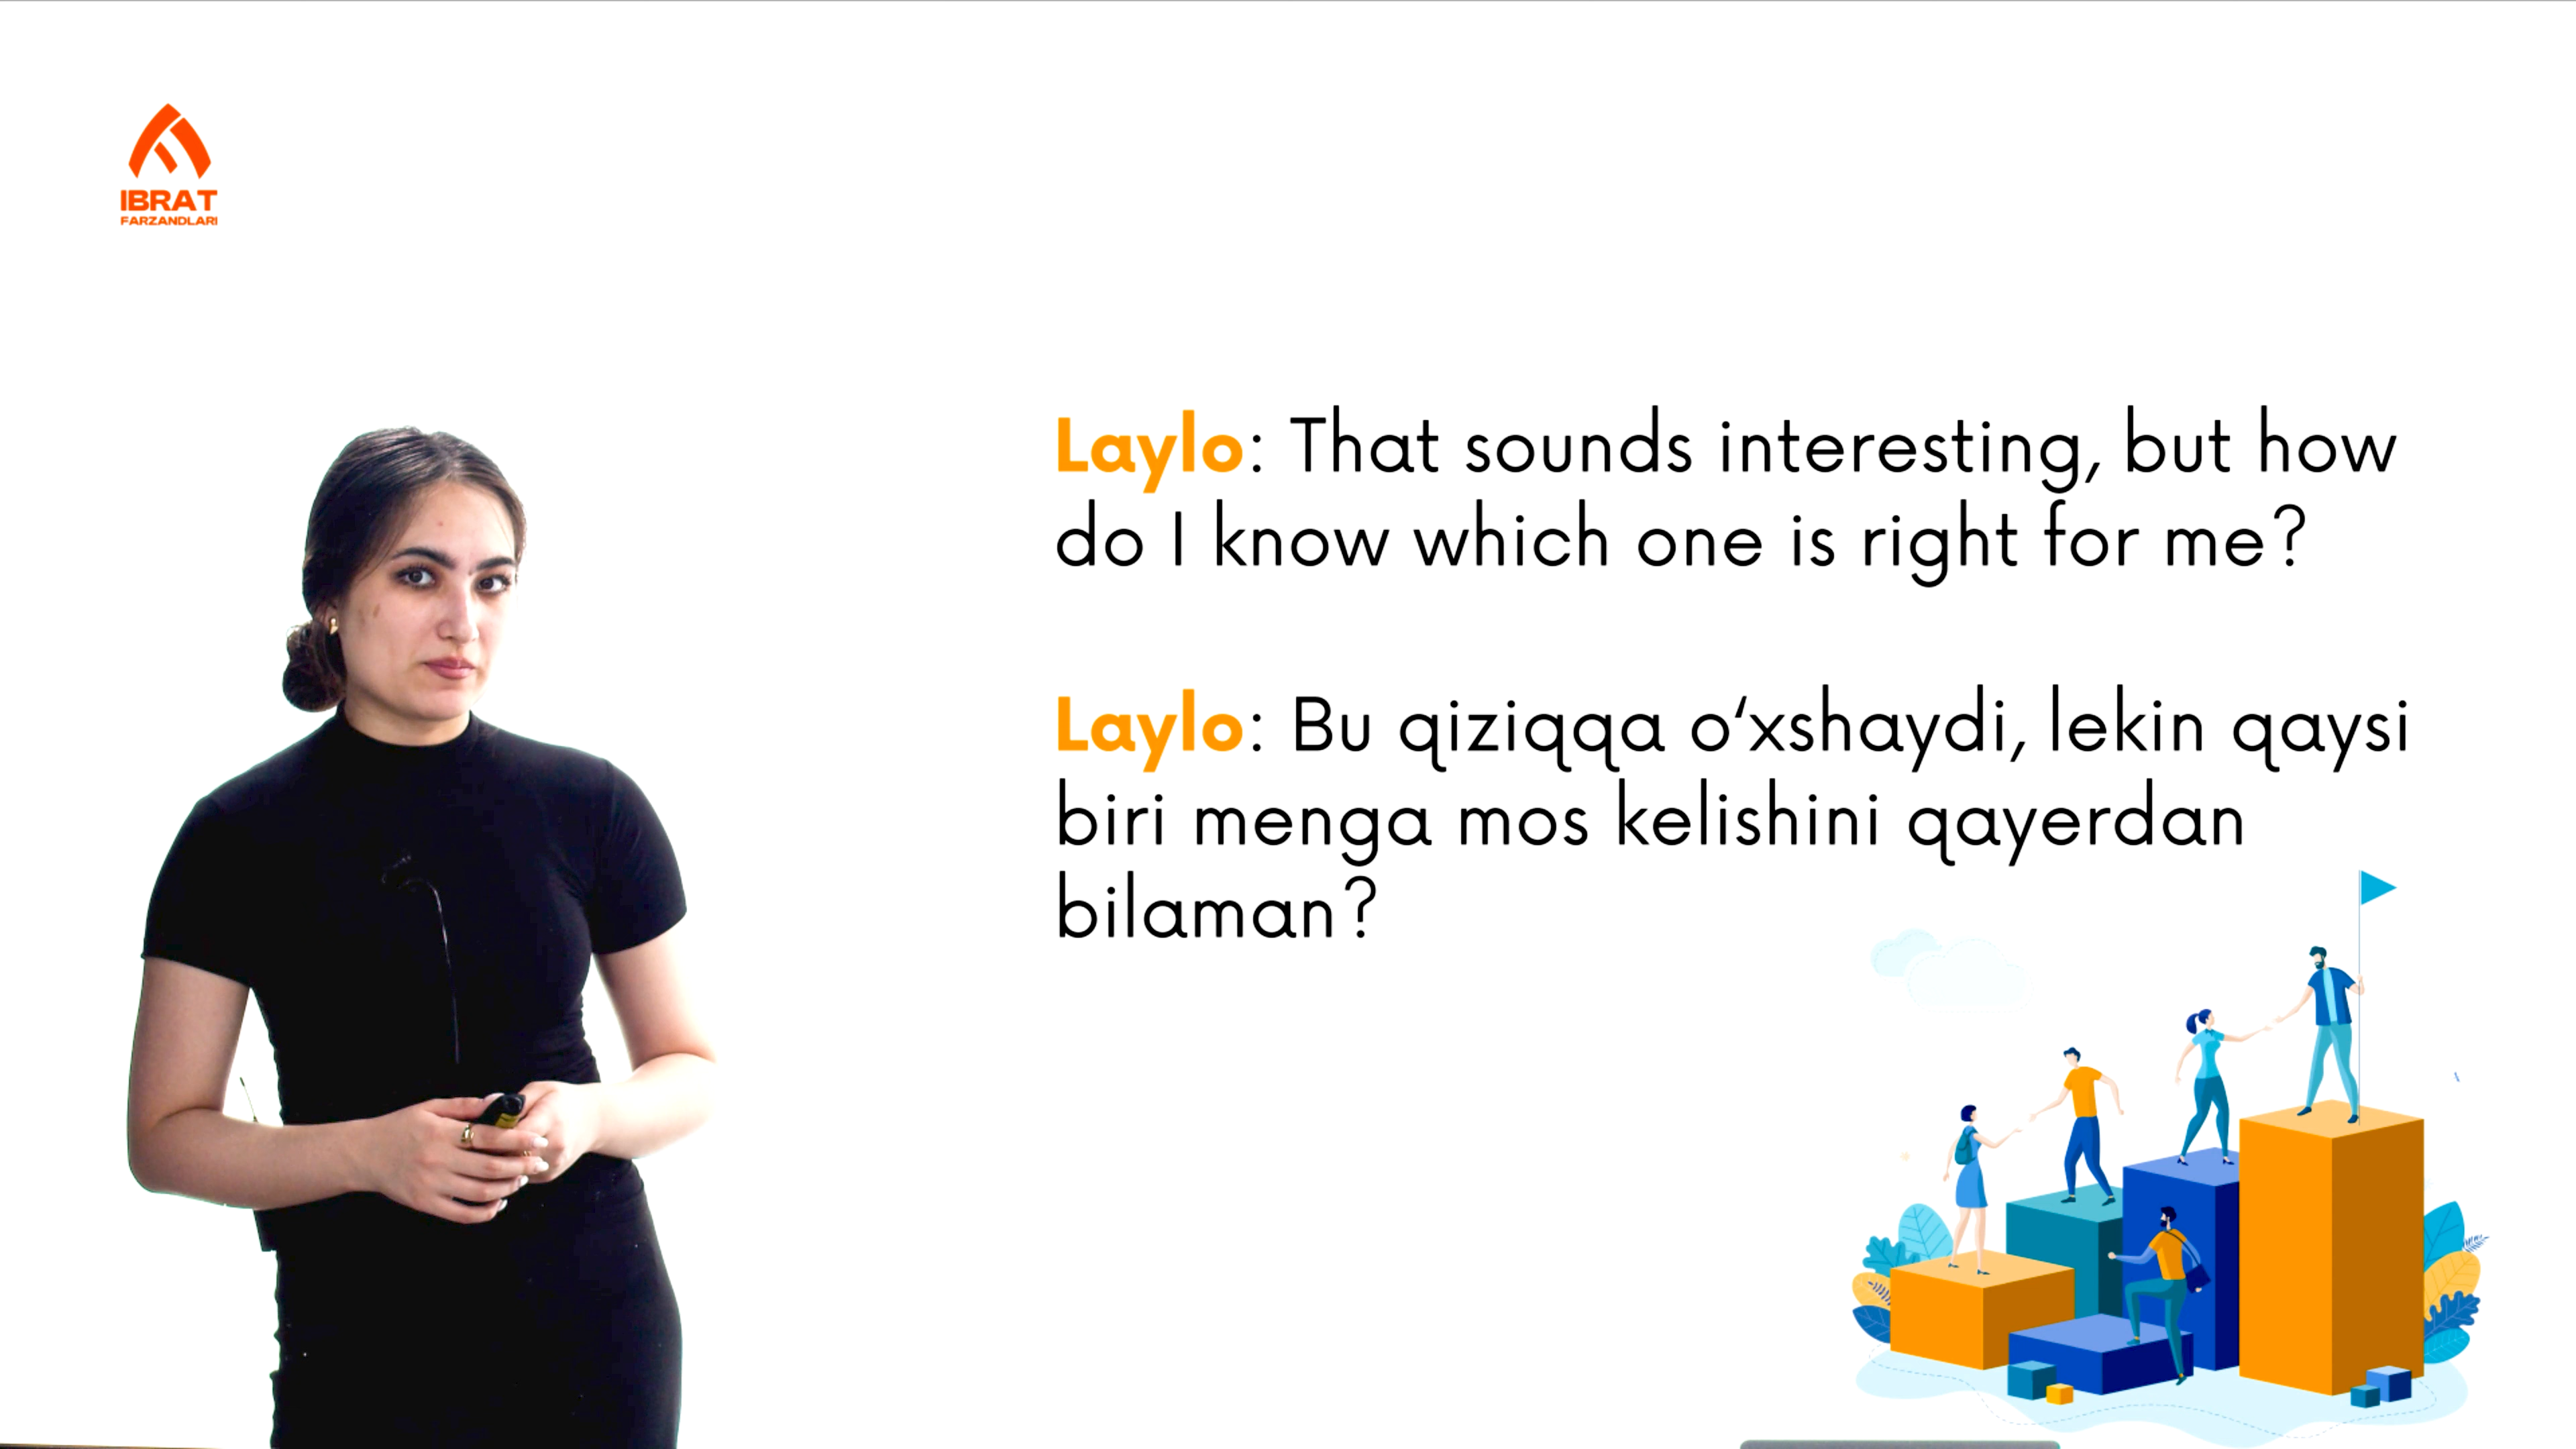 IBRAT
FARZANDLARI
Laylo: That sounds interesting, but how
do I know which one is right for me?
Laylo: Bu qiziqqa o‘xshaydi, lekin qaysi
biri menga mos kelishini qayerdan
bilaman?